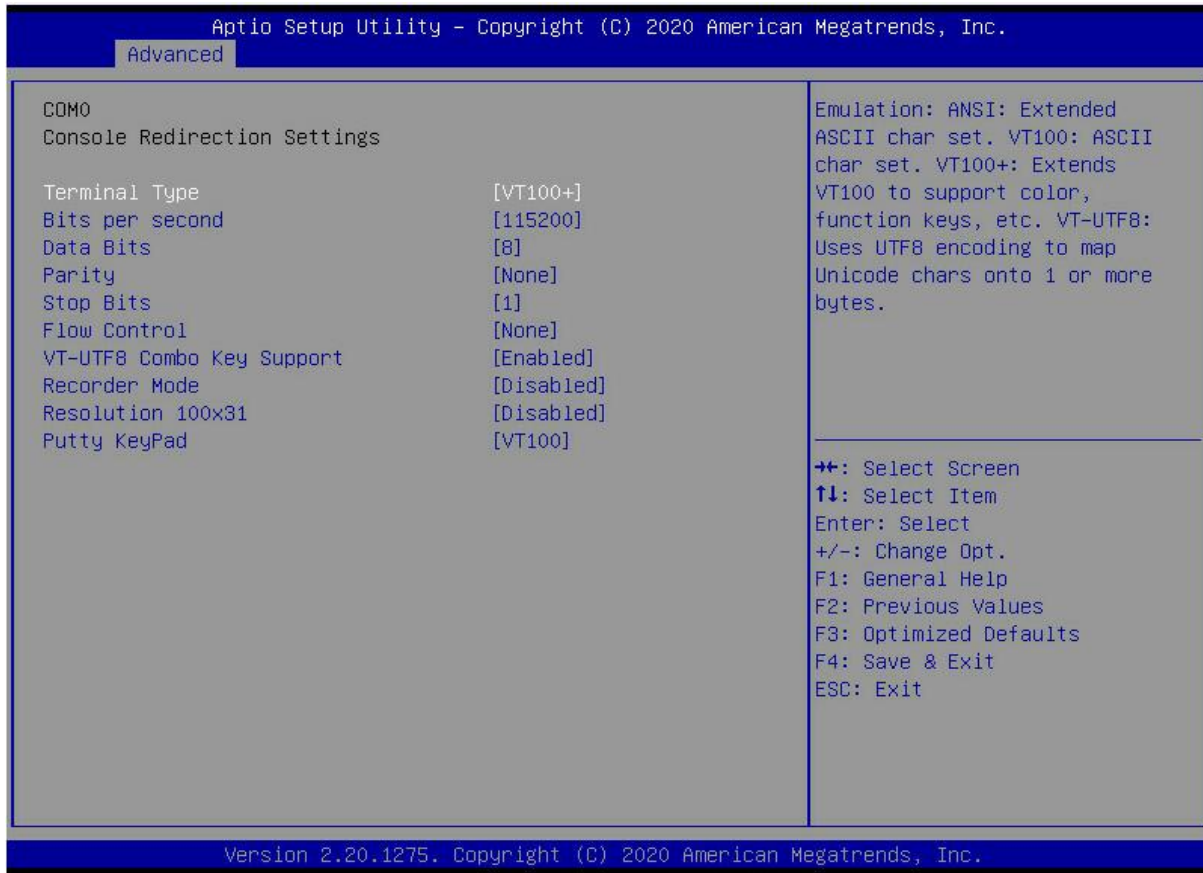 Aptio Setup Utility – Copyright (C) 2020 American Megatrends, Inc.
Advanced
COM0
Console Redirection Settings
Terminal Type [VT100+]
Bits per second [115200]
Data Bits [8]
Parity [None]
Stop Bits [1]
Flow Control [None]
VT-UTF8 Combo Key Support [Enabled]
Recorder Mode [Disabled]
Resolution 100x31 [Disabled]
Putty KeyPad [VT100]
Emulation: ANSI: Extended
ASCII char set. VT100: ASCII
char set. VT100+: Extends
VT100 to support color,
function keys, etc. VT-UTF8:
Uses UTF8 encoding to map
Unicode chars onto 1 or more
bytes.
→←: Select Screen
↑↓: Select Item
Enter: Select
+/-: Change Opt.
F1: General Help
F2: Previous Values
F3: Optimized Defaults
F4: Save & Exit
ESC: Exit
Version 2.20.1275. Copyright (C) 2020 American Megatrends, Inc.